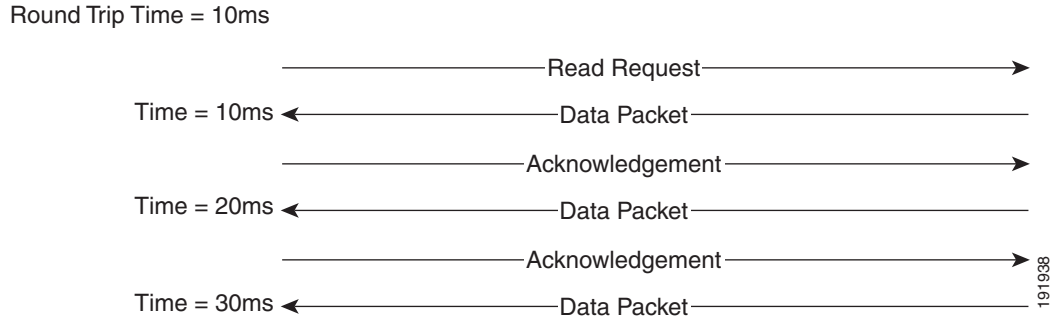 Round Trip Time = 10ms
Read Request
Time = 10ms
Data Packet
Acknowledgement
Time = 20ms
Data Packet
Acknowledgement
Time = 30ms
Data Packet
191938